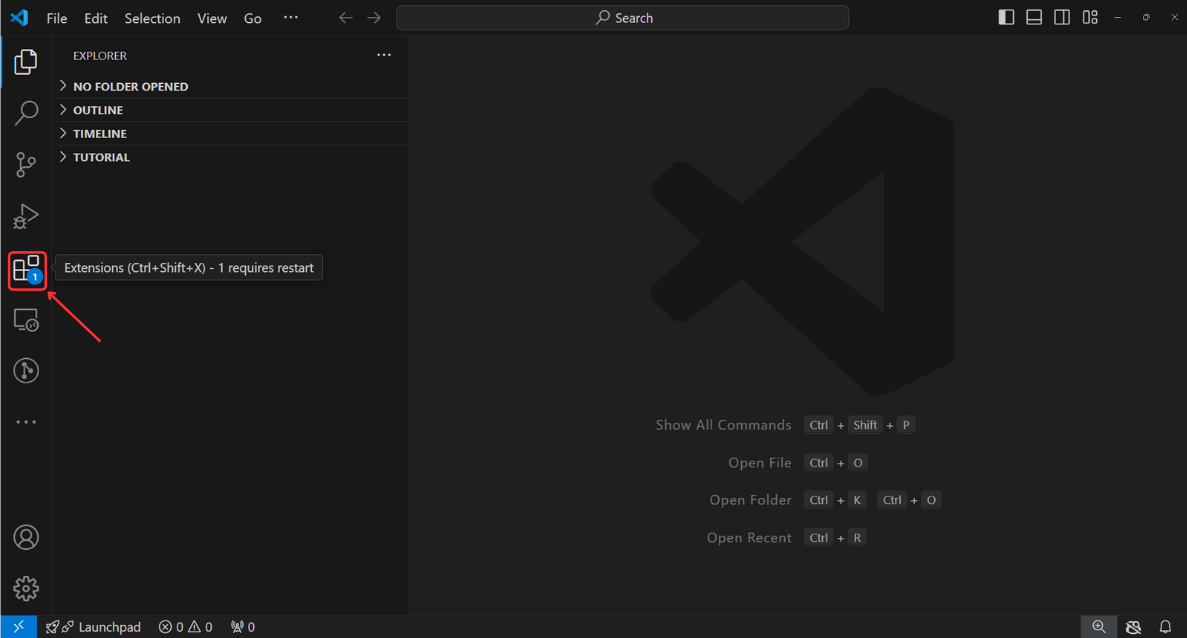 File Edit Selection View Go ... Search
EXPLORER ...
NO FOLDER OPENED
OUTLINE
TIMELINE
TUTORIAL
1
Extensions (Ctrl+Shift+X) - 1 requires restart
Show All Commands Ctrl + Shift + P
Open File Ctrl + O
Open Folder Ctrl + K Ctrl + O
Open Recent Ctrl + R
Launchpad 0 0 0